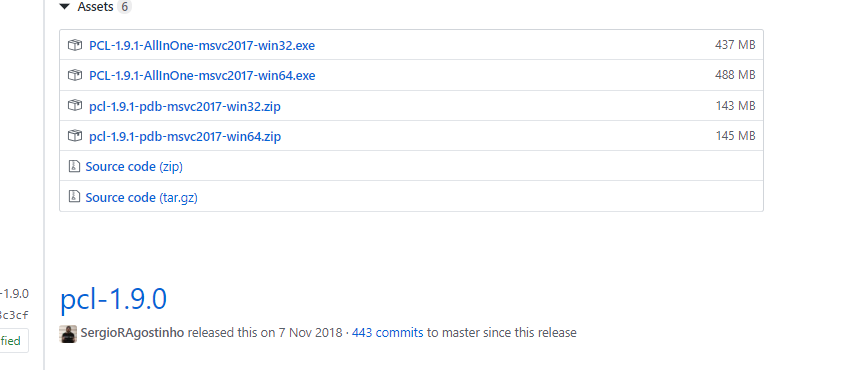 Assets 6
PCL-1.9.1-AllInOne-msvc2017-win32.exe 437 MB
PCL-1.9.1-AllInOne-msvc2017-win64.exe 488 MB
pcl-1.9.1-pdb-msvc2017-win32.zip 143 MB
pcl-1.9.1-pdb-msvc2017-win64.zip 145 MB
Source code (zip)
Source code (tar.gz)
-1.9.0
pcl-1.9.0
3c3cf
SergioRAgostinho released this on 7 Nov 2018 · 443 commits to master since this release
fied